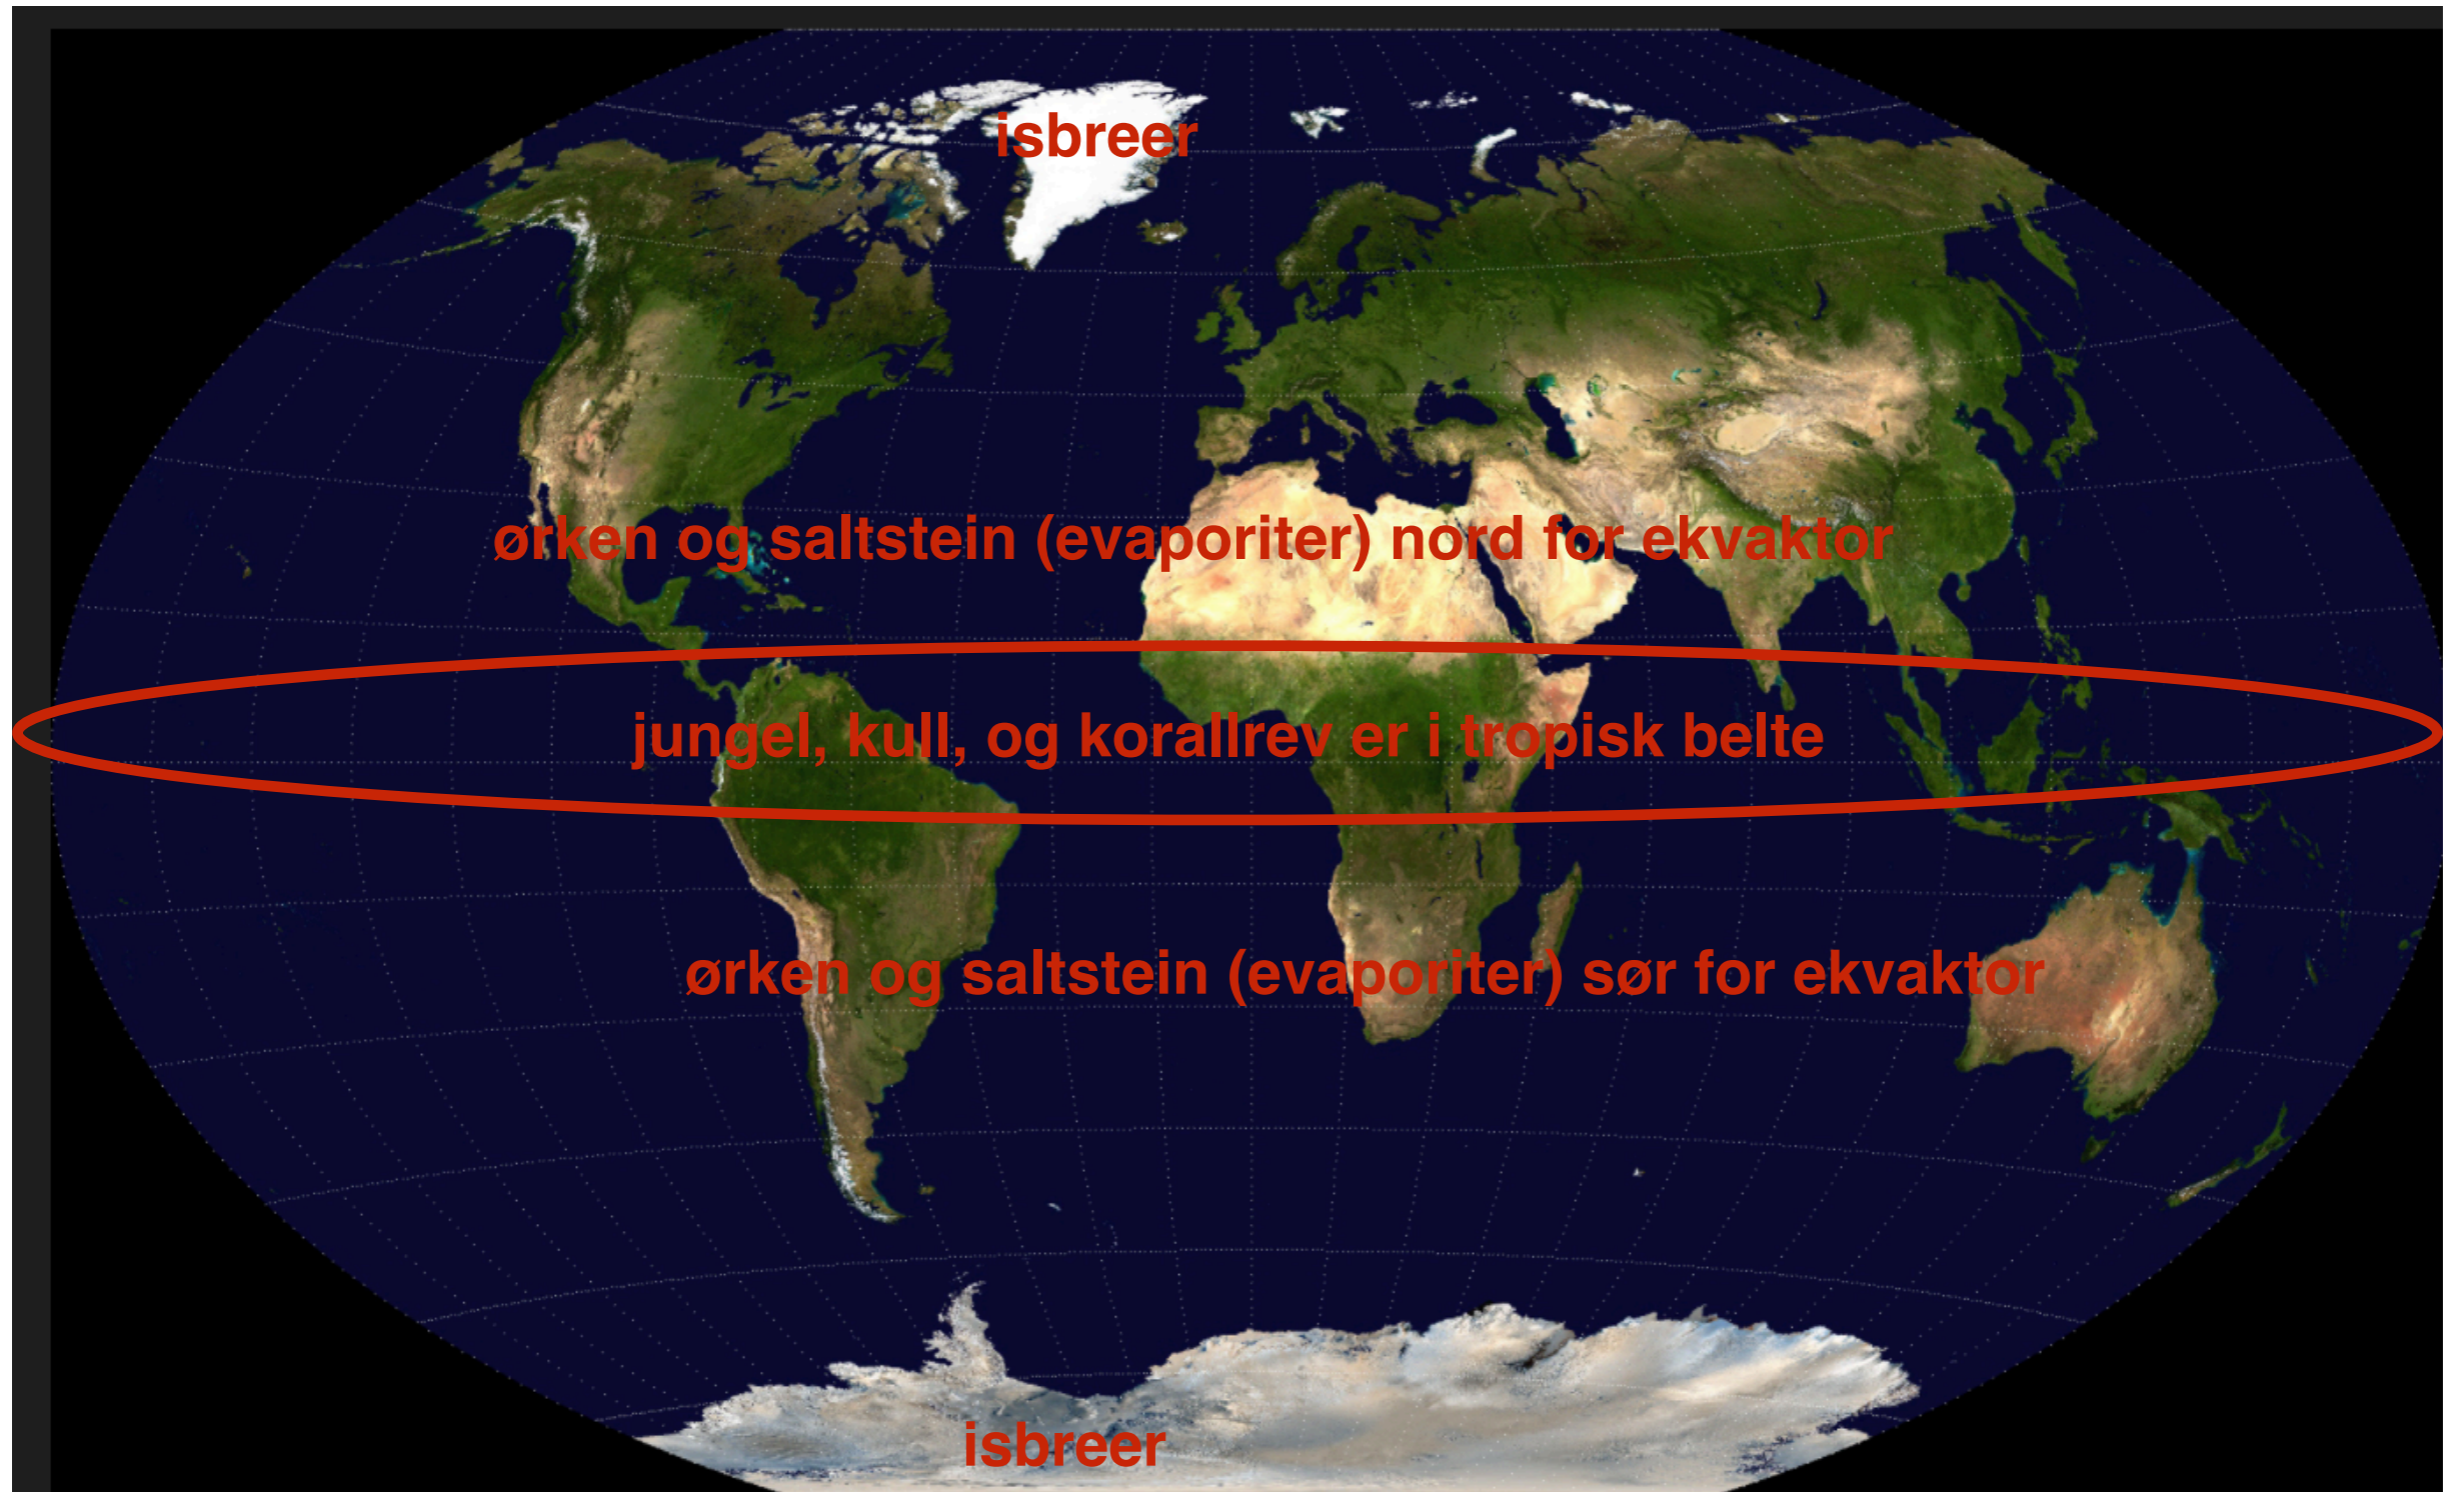 isbreer
ørken og saltstein (evaporiter) nord for ekvaktor
jungel, kull, og korallrev er i tropisk belte
ørken og saltstein (evaporiter) sør for ekvaktor
isbreer